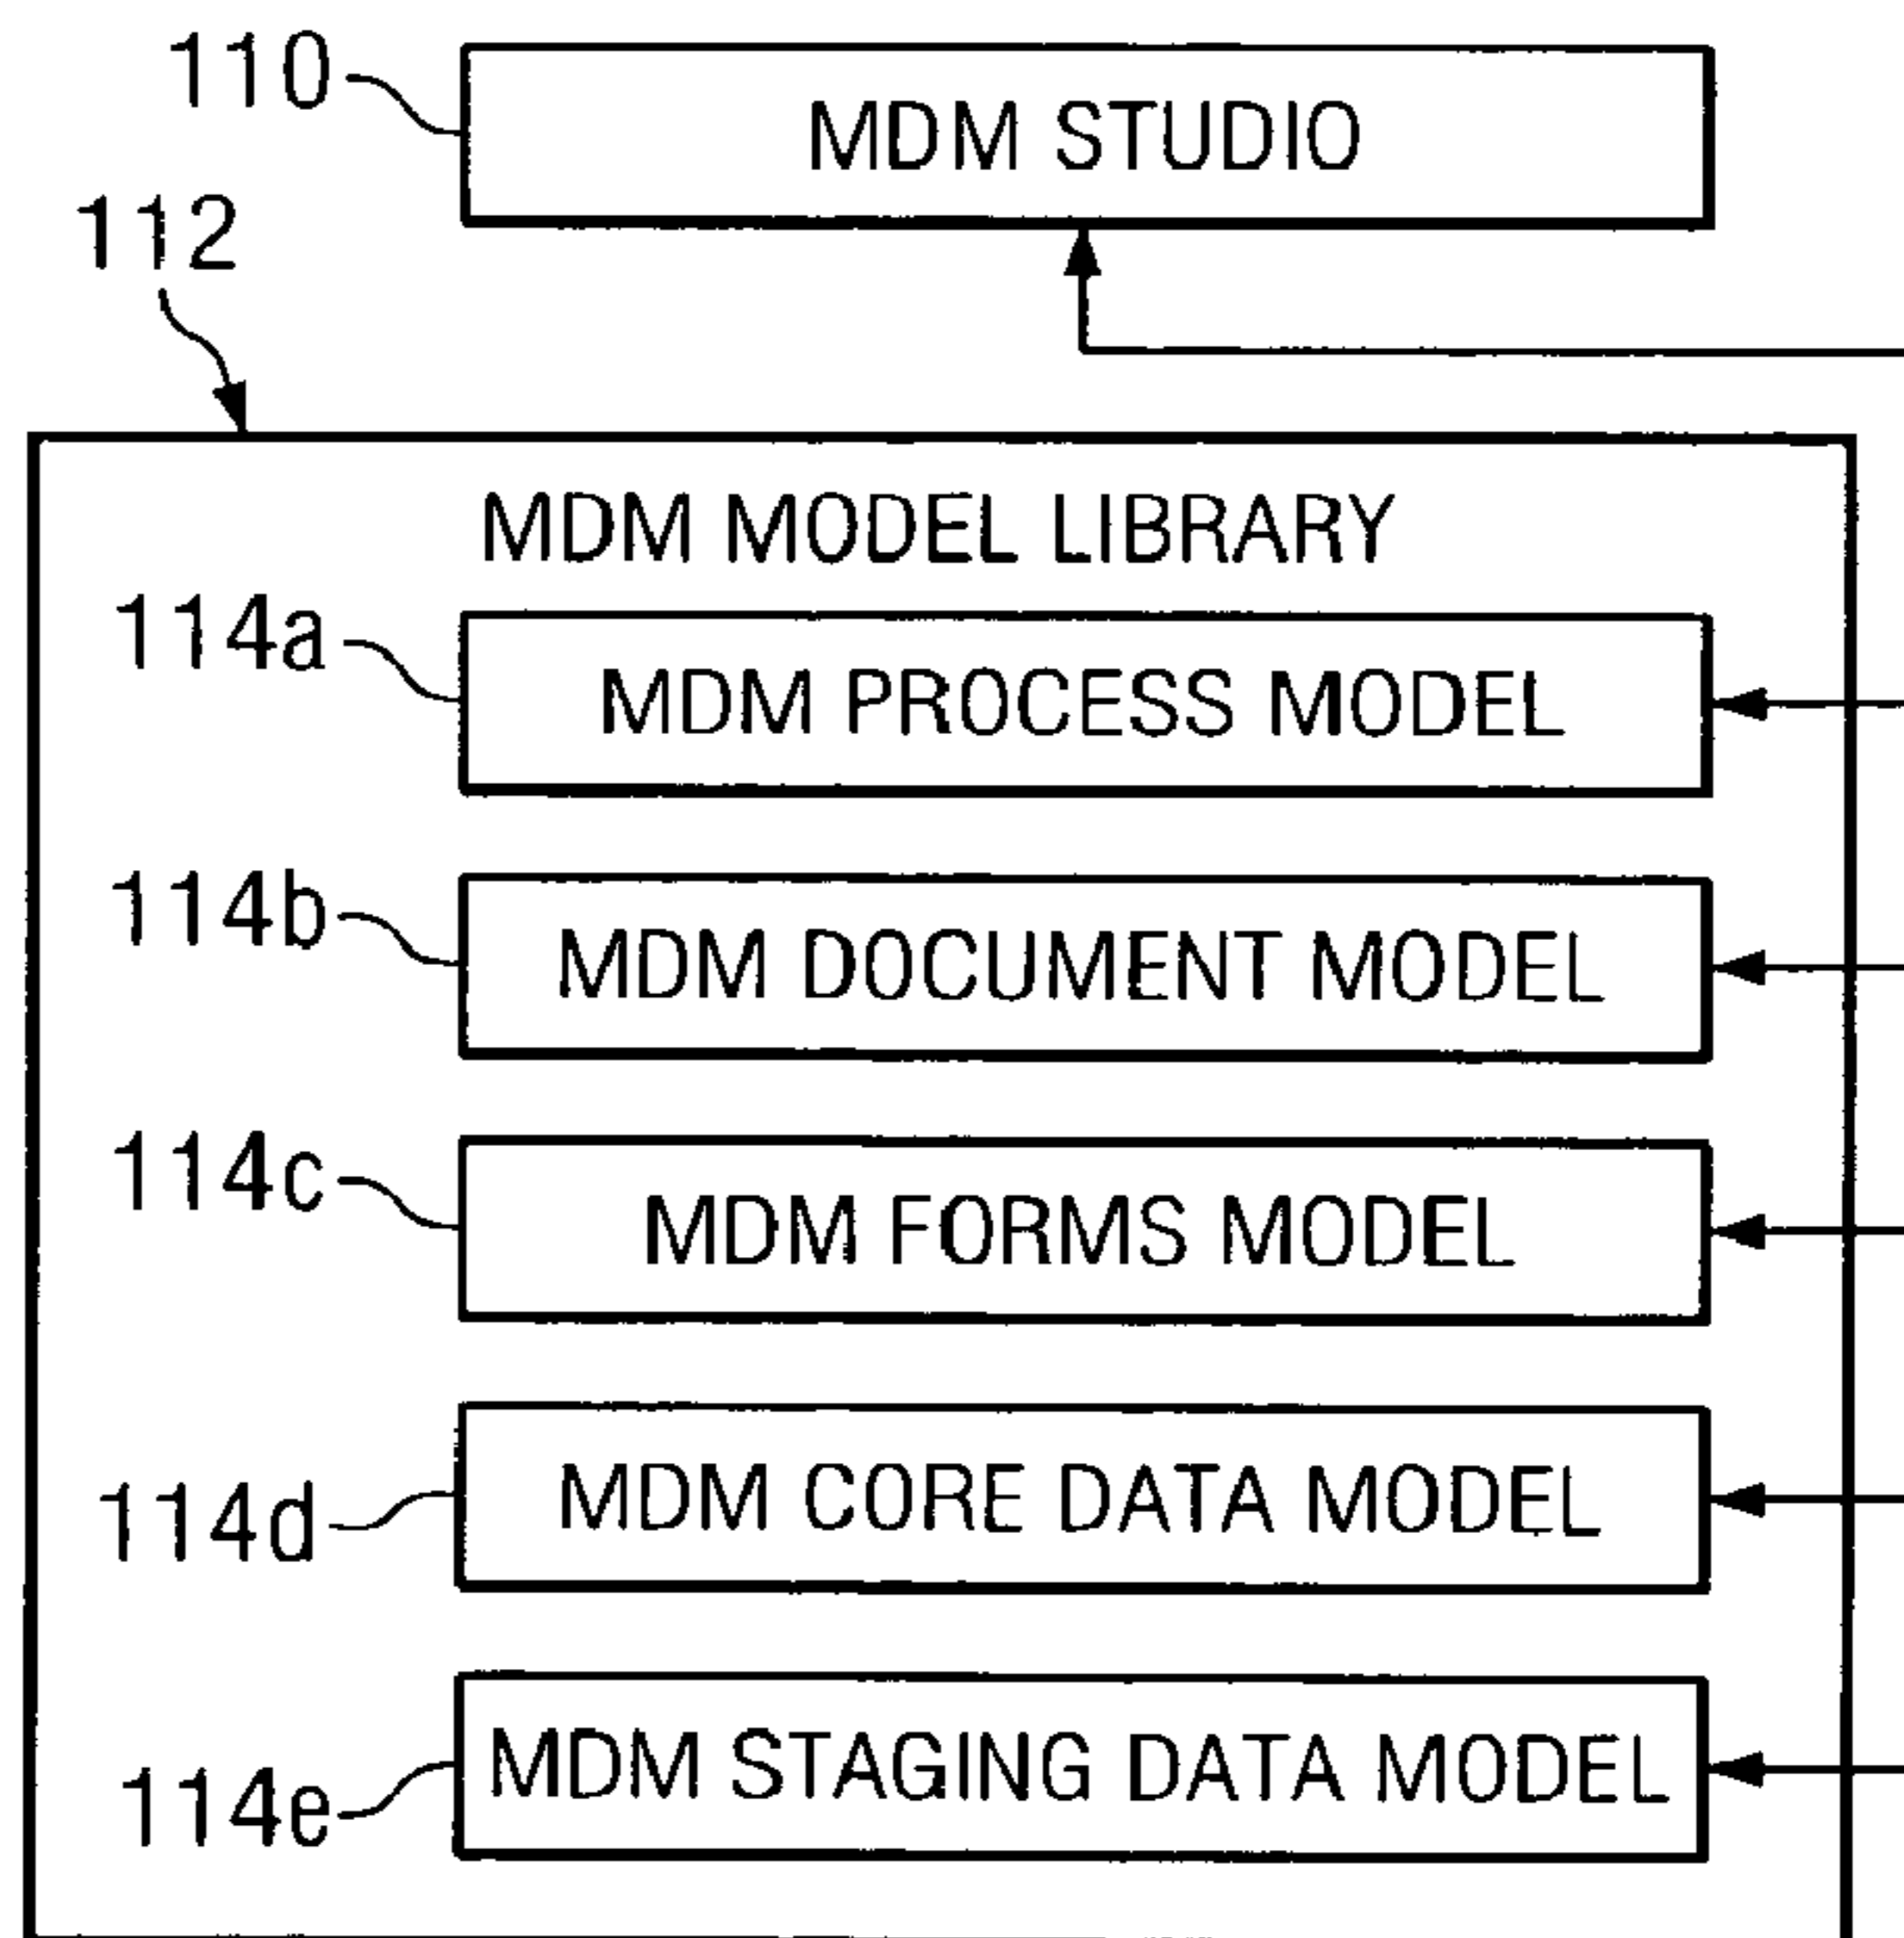 110
MDM STUDIO
112
MDM MODEL LIBRARY
114a
MDM PROCESS MODEL
114b
MDM DOCUMENT MODEL
114c
MDM FORMS MODEL
114d
MDM CORE DATA MODEL
114e
MDM STAGING DATA MODEL